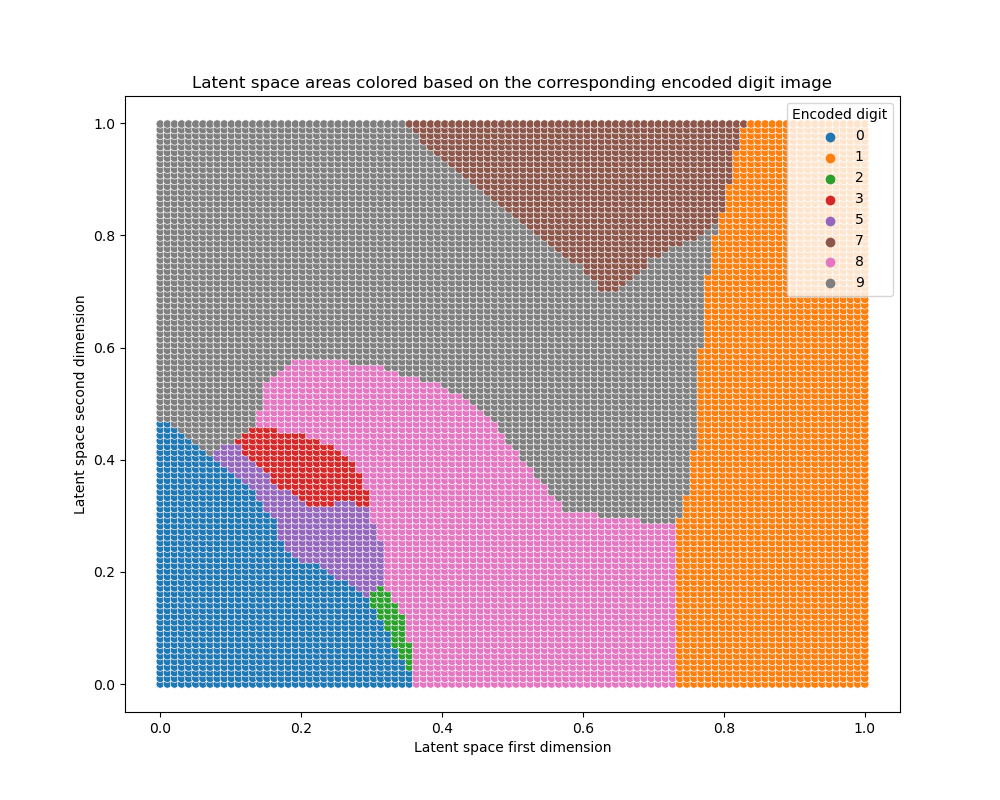 Latent space areas colored based on the corresponding encoded digit image
Encoded digit
0
1
2
3
5
7
8
9
1.0
0.8
0.6
0.4
0.2
0.0
Latent space second dimension
0.0 0.2 0.4 0.6 0.8 1.0
Latent space first dimension